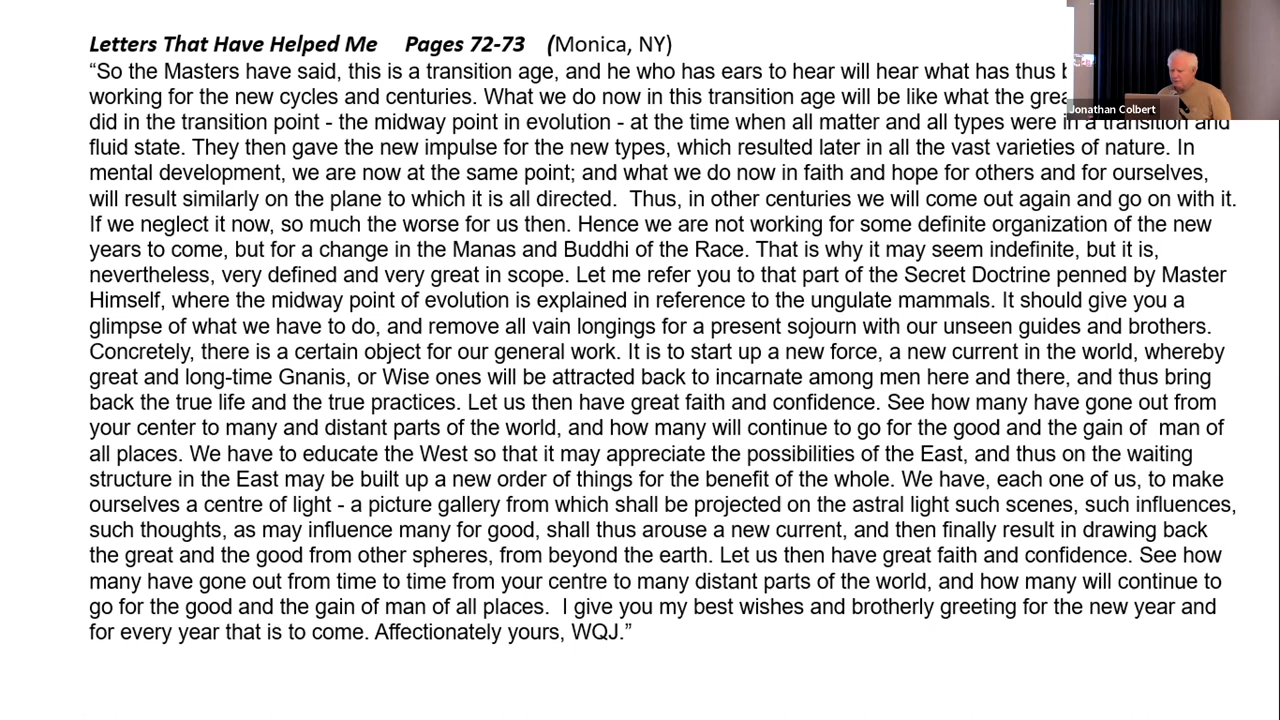 Letters That Have Helped Me Pages 72-73 (Monica, NY)
“So the Masters have said, this is a transition age, and he who has ears to hear will hear what has thus
working for the new cycles and centuries. What we do now in this transition age will be like what the
did in the transition point - the midway point in evolution - at the time when all matter and all types were in a transition and
fluid state. They then gave the new impulse for the new types, which resulted later in all the vast varieties of nature. In
mental development, we are now at the same point; and what we do now in faith and hope for others and for ourselves,
will result similarly on the plane to which it is all directed. Thus, in other centuries we will come out again and go on with it.
If we neglect it now, so much the worse for us then. Hence we are not working for some definite organization of the new
years to come, but for a change in the Manas and Buddhi of the Race. That is why it may seem indefinite, but it is,
nevertheless, very defined and very great in scope. Let me refer you to that part of the Secret Doctrine penned by Master
Himself, where the midway point of evolution is explained in reference to the ungulate mammals. It should give you a
glimpse of what we have to do, and remove all vain longings for a present sojourn with our unseen guides and brothers.
Concretely, there is a certain object for our general work. It is to start up a new force, a new current in the world, whereby
great and long-time Gnanis, or Wise ones will be attracted back to incarnate among men here and there, and thus bring
back the true life and the true practices. Let us then have great faith and confidence. See how many have gone out from
your center to many and distant parts of the world, and how many will continue to go for the good and the gain of man of
all places. We have to educate the West so that it may appreciate the possibilities of the East, and thus on the waiting
structure in the East may be built up a new order of things for the benefit of the whole. We have, each one of us, to make
ourselves a centre of light - a picture gallery from which shall be projected on the astral light such scenes, such influences,
such thoughts, as may influence many for good, shall thus arouse a new current, and then finally result in drawing back
the great and the good from other spheres, from beyond the earth. Let us then have great faith and confidence. See how
many have gone out from time to time from your centre to many distant parts of the world, and how many will continue to
go for the good and the gain of man of all places. I give you my best wishes and brotherly greeting for the new year and
for every year that is to come. Affectionately yours, WQJ.”
Jonathan Colbert